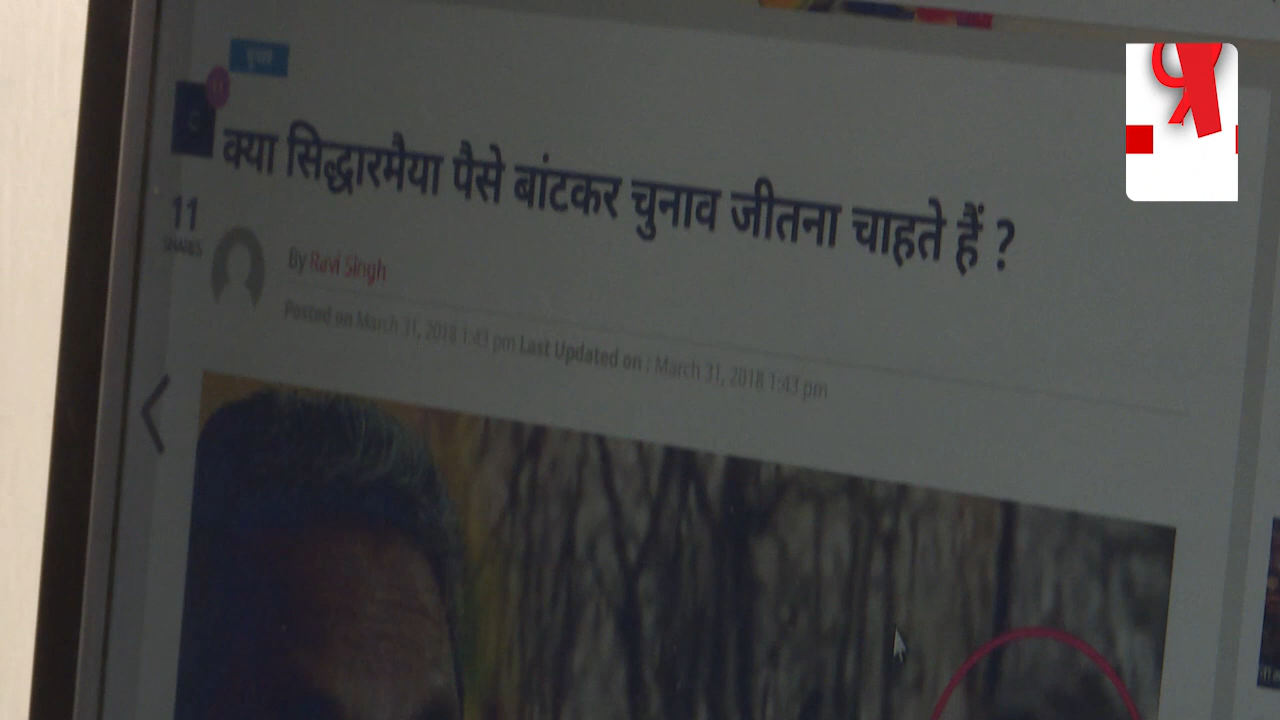 क्या सिद्धारमैया पैसे बांटकर चुनाव जीतना चाहते हैं ?
11
SHARES
By Ravi Singh
Posted on March 31, 2018 1:43 pm Last Updated on : March 31, 2018 1:43 pm